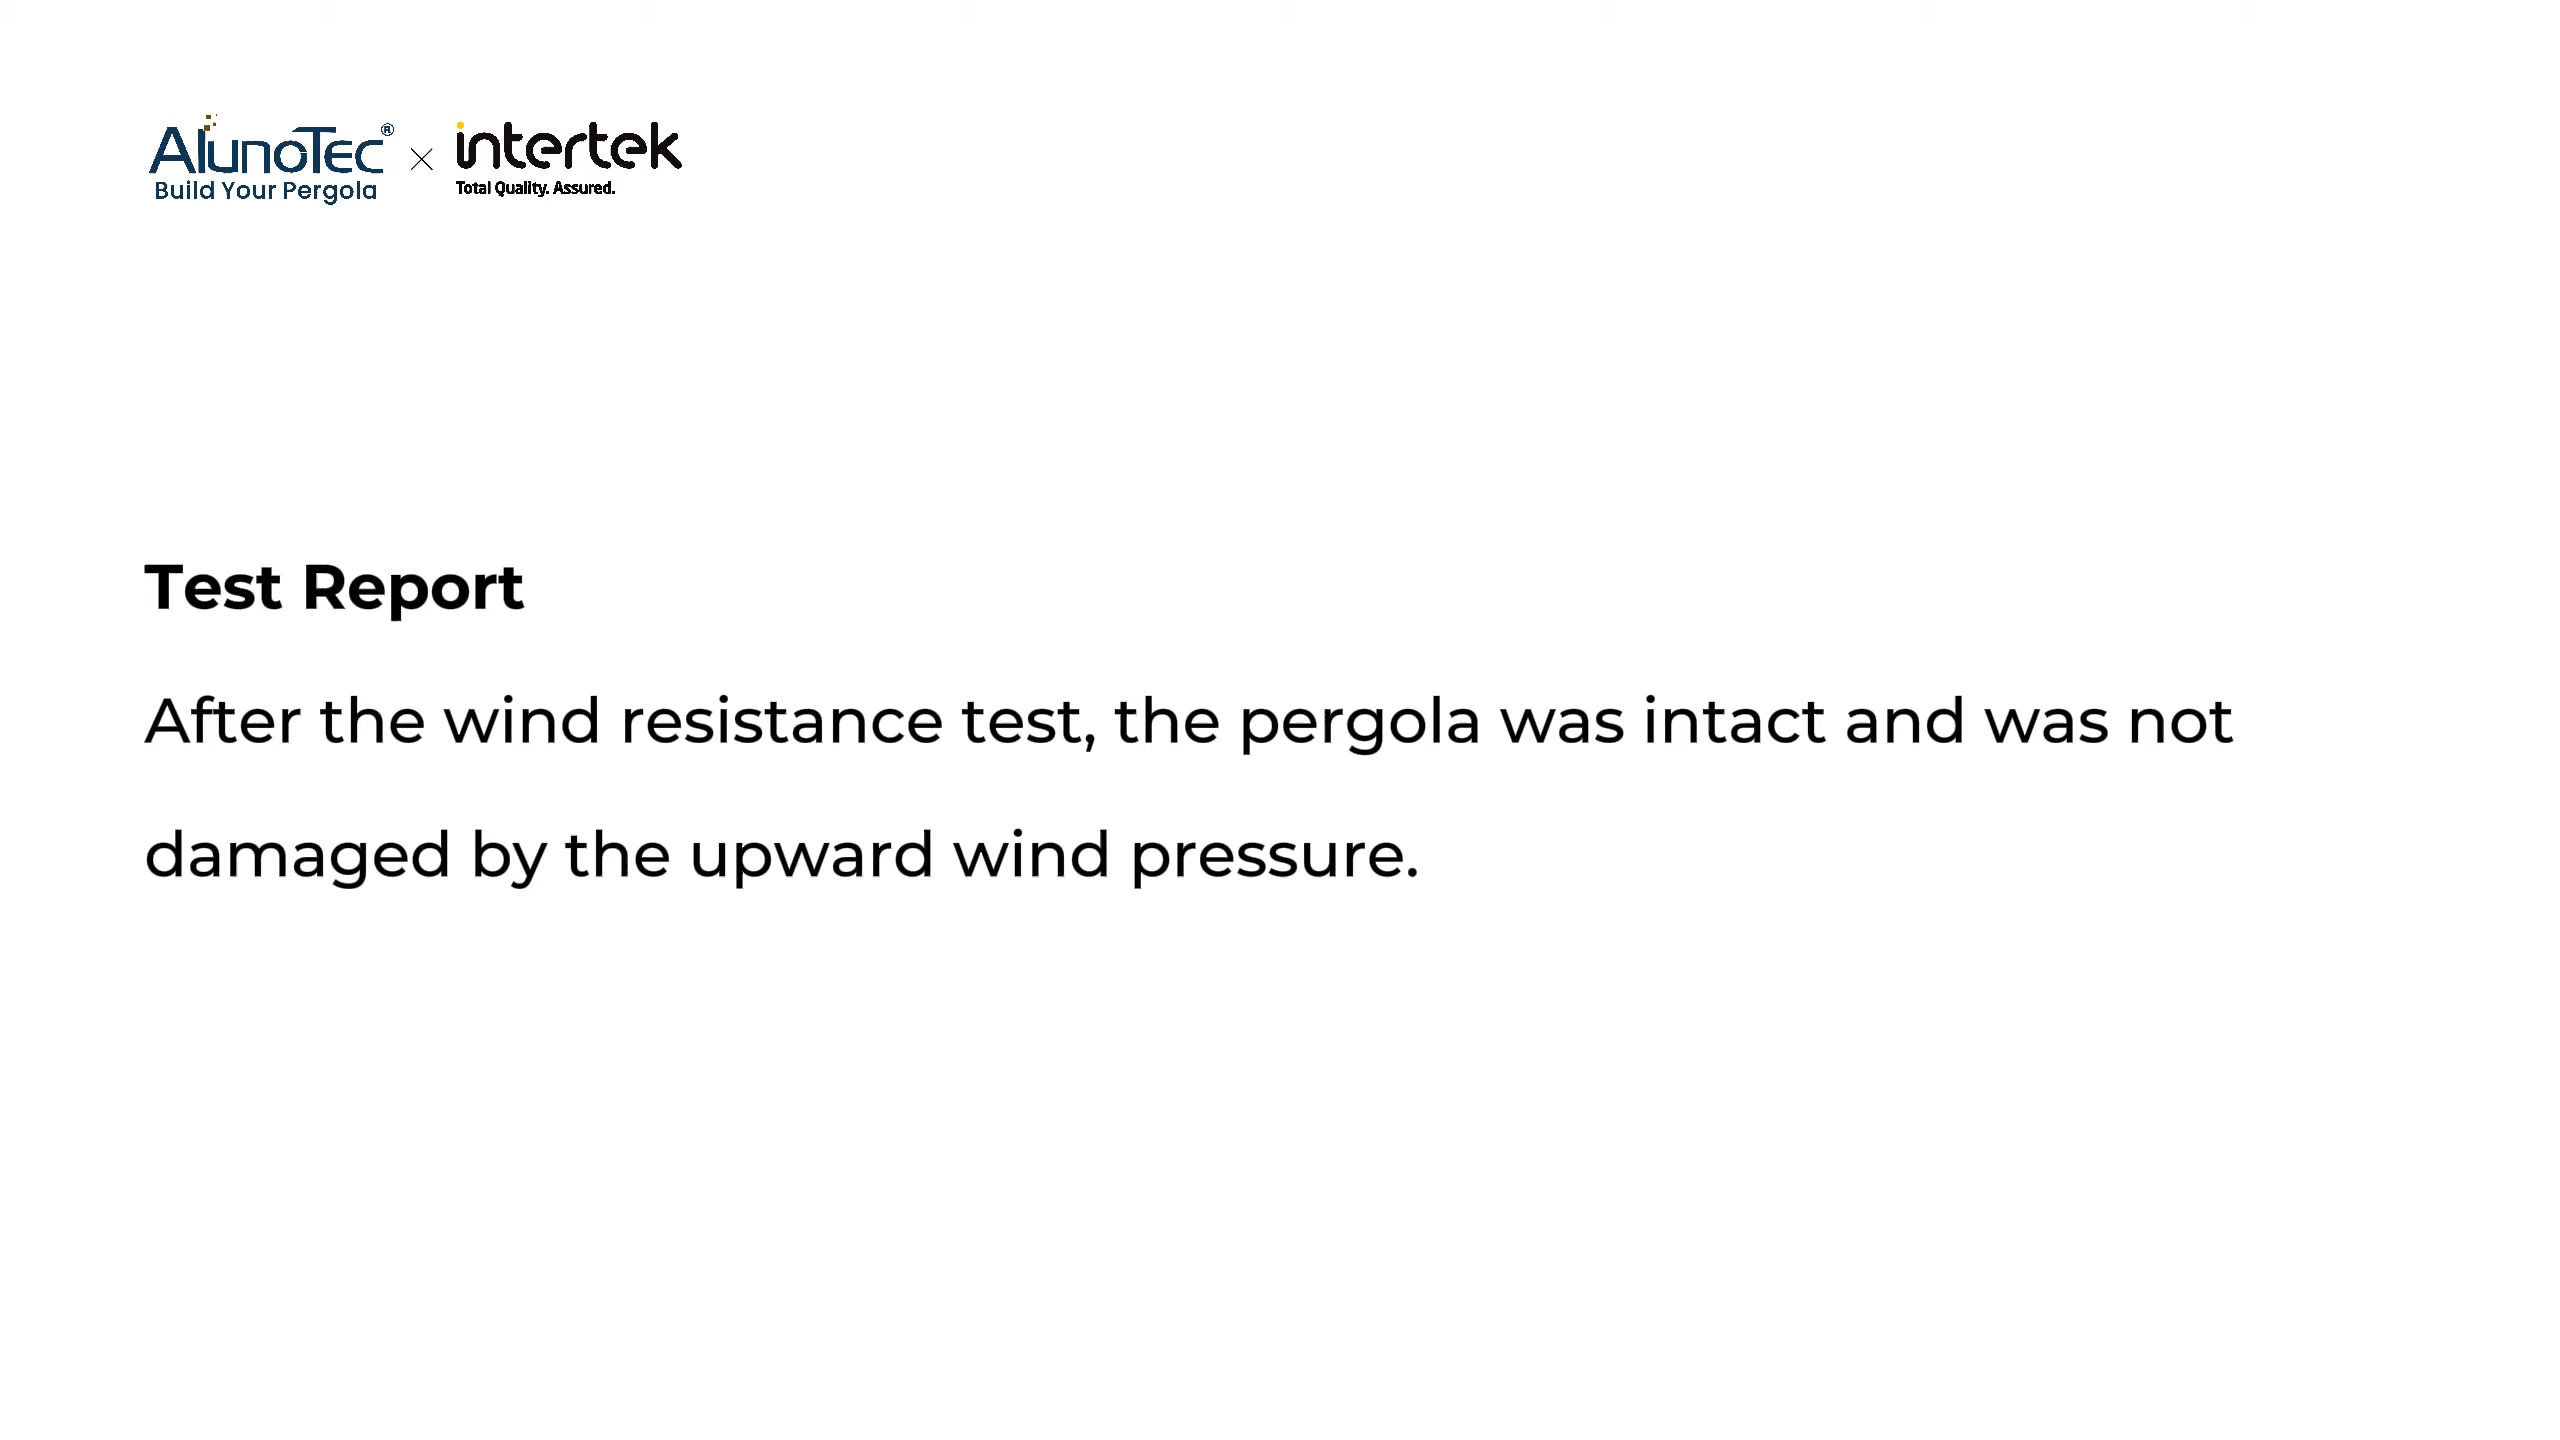 AlunoTec® × intertek
Build Your Pergola Total Quality. Assured.
Test Report
After the wind resistance test, the pergola was intact and was not
damaged by the upward wind pressure.